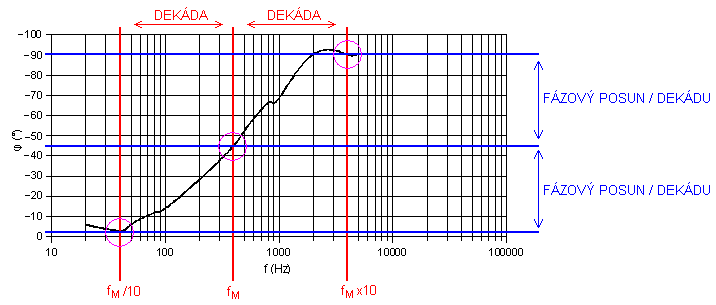 DEKÁDA DEKÁDA
−100
−90
−80
−70
−60
−50
−40
−30
−20
−10
0
φ (°)
FÁZOVÝ POSUN / DEKÁDU
FÁZOVÝ POSUN / DEKÁDU
10 100 1000 10000 100000
f (Hz)
fM /10 fM fM x10